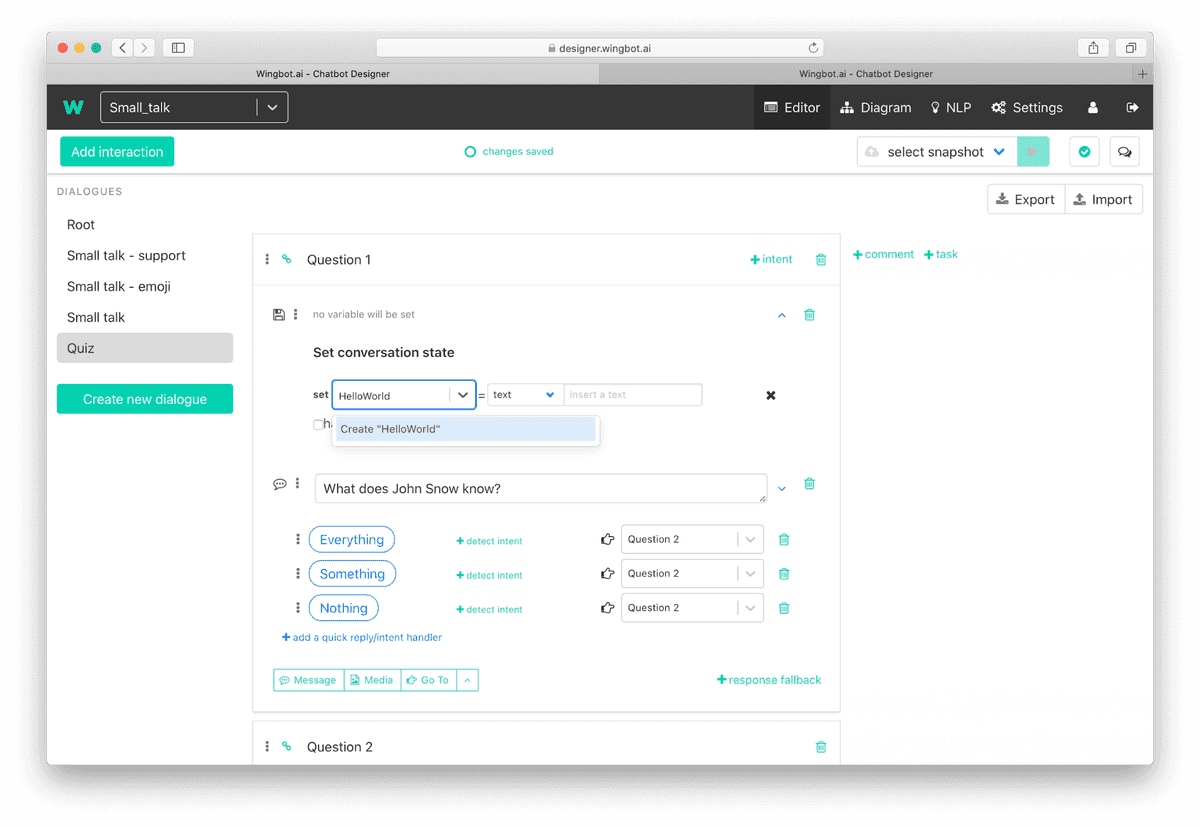 designer.wingbot.ai
Wingbot.ai - Chatbot Designer
Wingbot.ai - Chatbot Designer
W
Small_talk
Editor
Diagram
NLP
Settings
Add interaction
changes saved
select snapshot
DIALOGUES
Export
Import
Root
Small talk - support
Small talk - emoji
Small talk
Quiz
Create new dialogue
Question 1
+intent
+comment
+task
no variable will be set
Set conversation state
set HelloWorld = text insert a text
Create "HelloWorld"
What does John Snow know?
Everything +detect intent Question 2
Something +detect intent Question 2
Nothing +detect intent Question 2
+add a quick reply/intent handler
Message Media Go To
+response fallback
Question 2